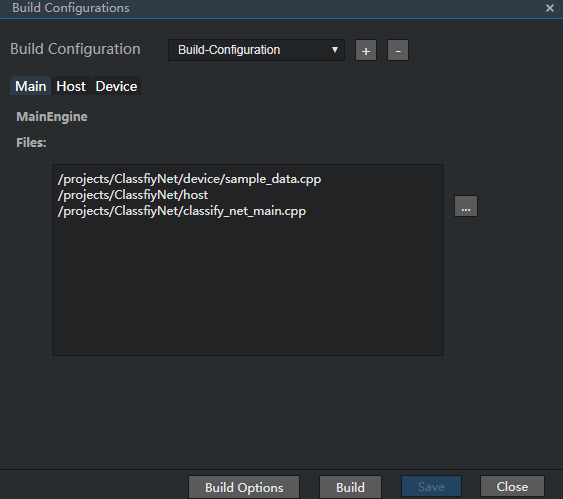 Build Configurations ×
Build Configuration Build-Configuration ▼ + -
Main Host Device
MainEngine
Files:
/projects/ClassfiyNet/device/sample_data.cpp
/projects/ClassfiyNet/host
/projects/ClassfiyNet/classify_net_main.cpp
...
Build Options Build Save Close